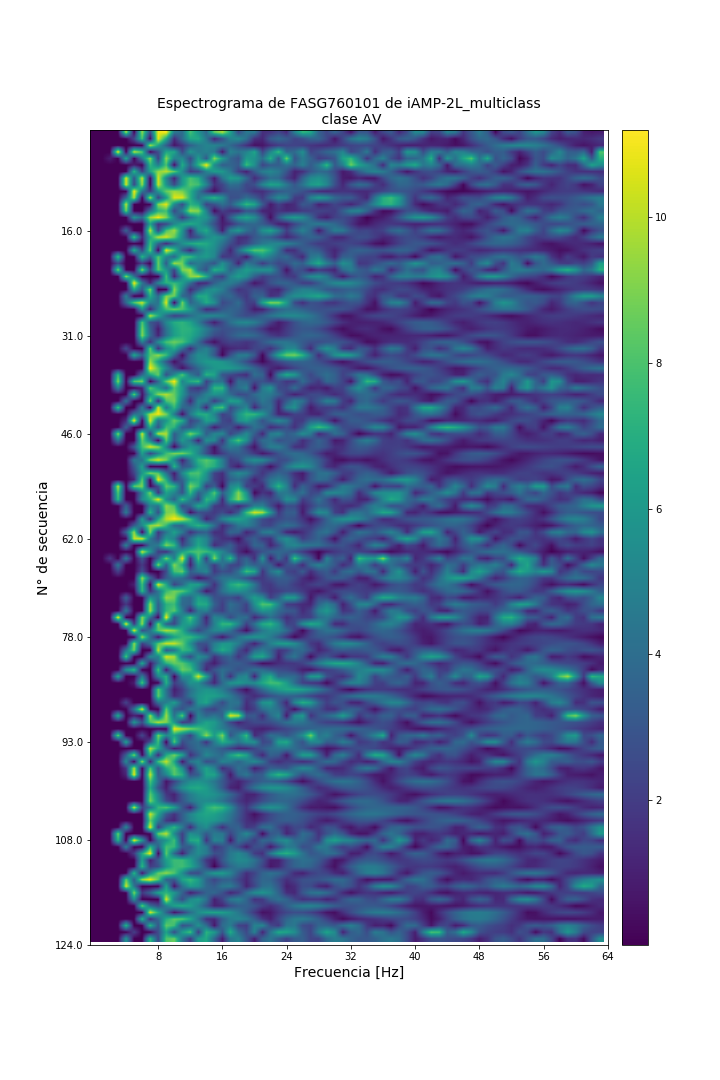 Espectrograma de FASG760101 de iAMP-2L_multiclass
clase AV
N° de secuencia
16.0
31.0
46.0
62.0
78.0
93.0
108.0
124.0
8 16 24 32 40 48 56 64
Frecuencia [Hz]
10
8
6
4
2